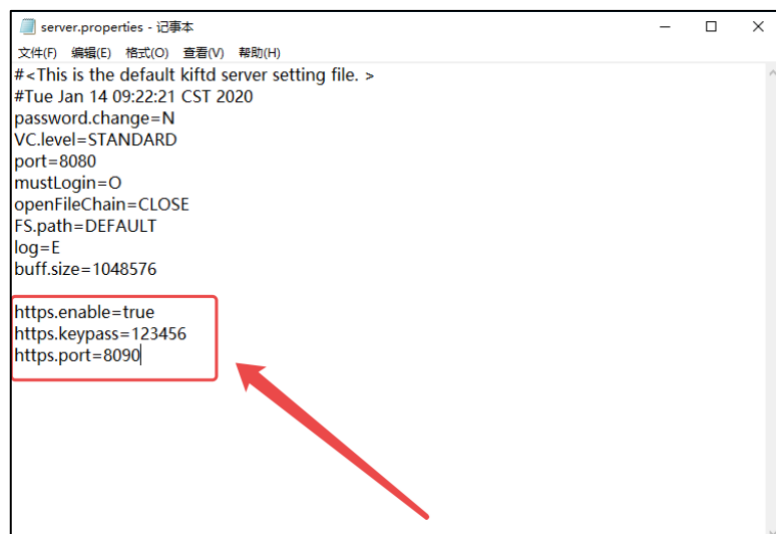 server.properties - 记事本
文件(F) 编辑(E) 格式(O) 查看(V) 帮助(H)
#<This is the default kiftd server setting file. >
#Tue Jan 14 09:22:21 CST 2020
password.change=N
VC.level=STANDARD
port=8080
mustLogin=O
openFileChain=CLOSE
FS.path=DEFAULT
log=E
buff.size=1048576
https.enable=true
https.keypass=123456
https.port=8090